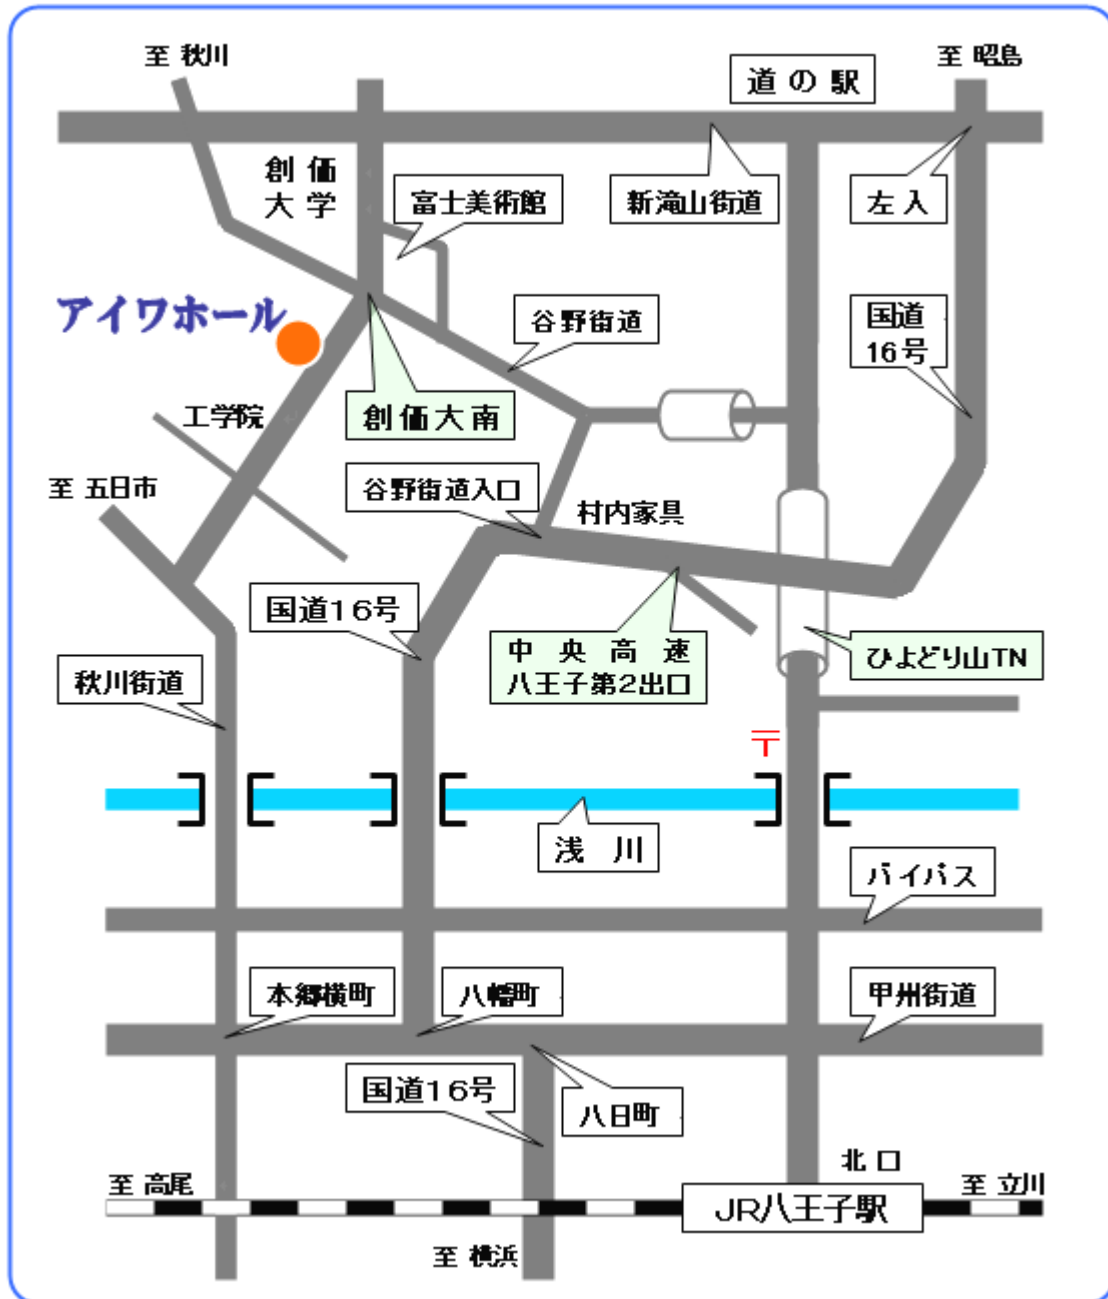 至 秋川
至 昭島
道の駅
創価
大学
富士美術館
新滝山街道
左入
アイワホール
谷野街道
国道
16号
創価大南
工学院
至 五日市
谷野街道入口
村内家具
国道16号
中央高速
八王子第2出口
ひよどり山TN
秋川街道
〒
浅川
バイパス
本郷横町
八幡町
甲州街道
国道16号
八日町
北口
至 高尾
至 立川
JR八王子駅
至 横浜